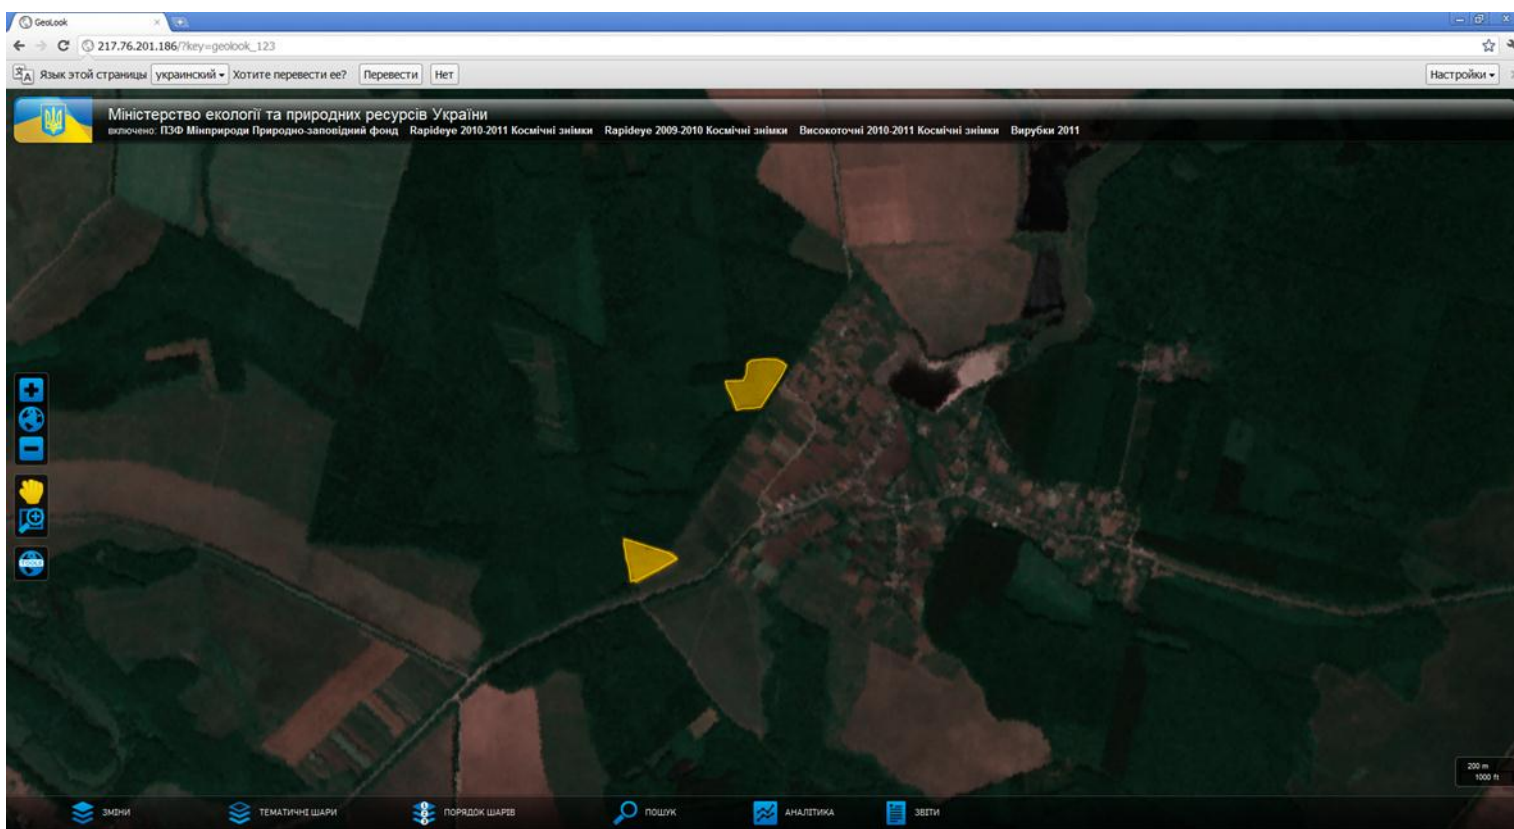 GeoLook
217.76.201.186/?key=geolook_123
Язык этой страницы украинский Хотите перевести ее? Перевести Нет Настройки
Міністерство екології та природних ресурсів України
включено: ПЗФ Мінприроди Природно-заповідний фонд Rapideye 2010-2011 Космічні знімки Rapideye 2009-2010 Космічні знімки Високоточні 2010-2011 Космічні знімки Вирубки 2011
TOOLS
200 m
1000 ft
ЗМІНИ ТЕМАТИЧНІ ШАРИ ПОРЯДОК ШАРІВ ПОШУК АНАЛІТИКА ЗВІТИ